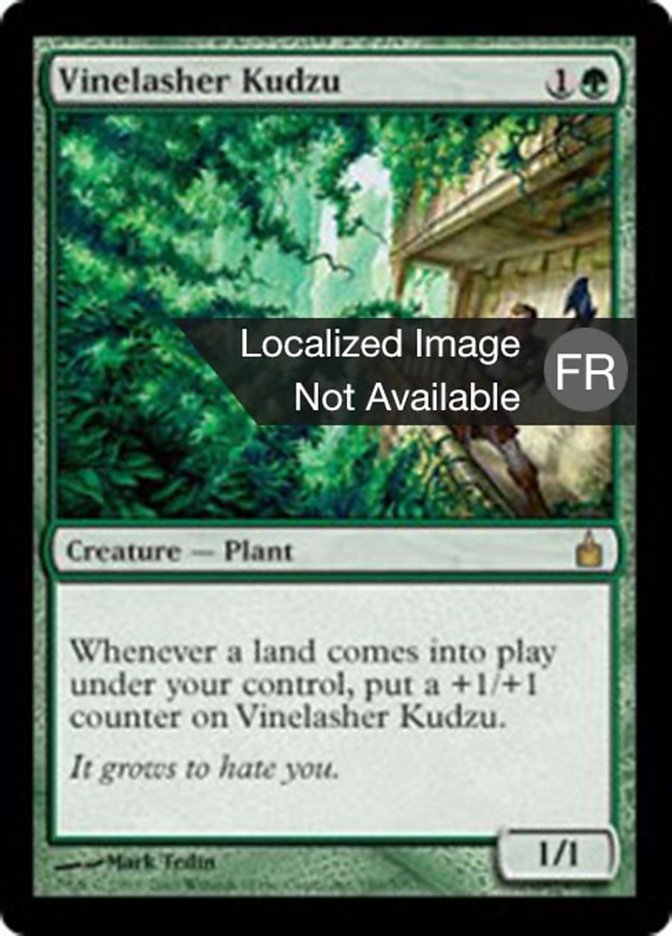 Vinelasher Kudzu
1
Localized Image
Not Available
FR
Creature — Plant
Whenever a land comes into play
under your control, put a +1/+1
counter on Vinelasher Kudzu.
It grows to hate you.
1/1
Mark Tedin